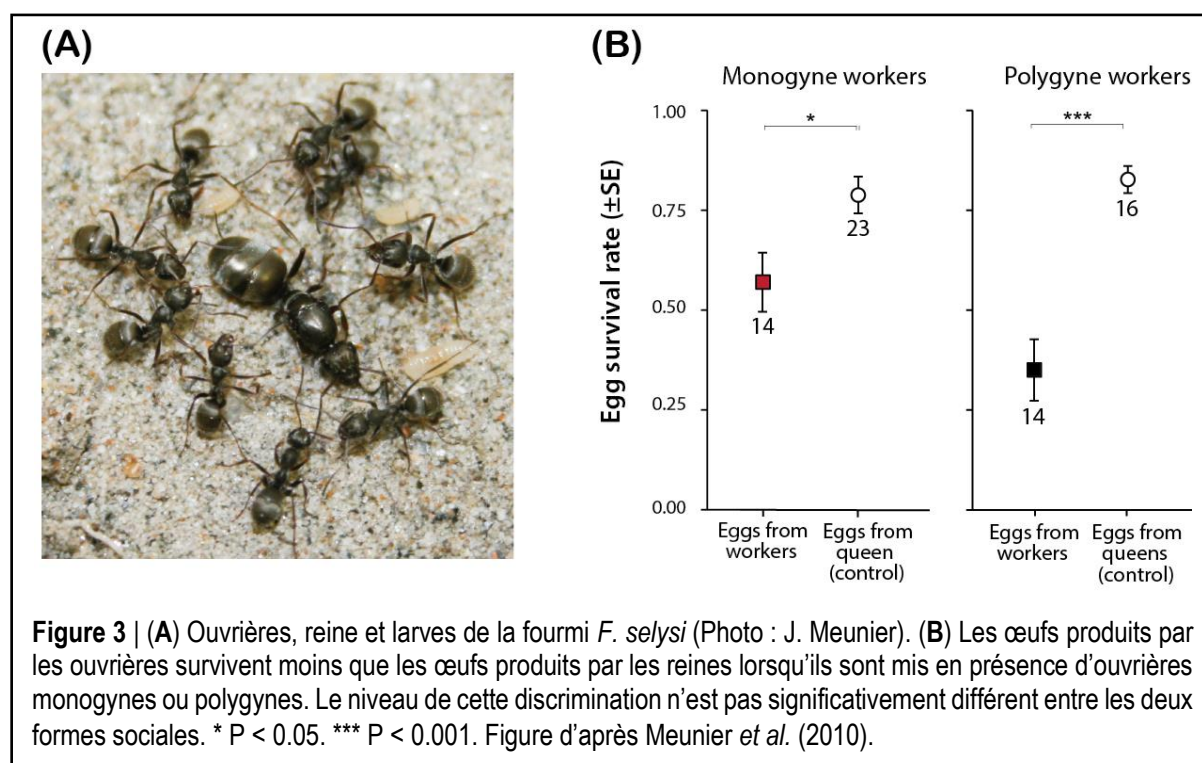 (A)
(B)
Monogyne workers
Polygyne workers
Egg survival rate (±SE)
1.00
0.75
0.50
0.25
0.00
*
14
23
***
14
16
Eggs from
workers
Eggs from
queen
(control)
Eggs from
workers
Eggs from
queens
(control)
Figure 3 | (A) Ouvrières, reine et larves de la fourmi F. selysi (Photo : J. Meunier). (B) Les œufs produits par
les ouvrières survivent moins que les œufs produits par les reines lorsqu'ils sont mis en présence d'ouvrières
monogynes ou polygynes. Le niveau de cette discrimination n'est pas significativement différent entre les deux
formes sociales. * P < 0.05. *** P < 0.001. Figure d'après Meunier et al. (2010).